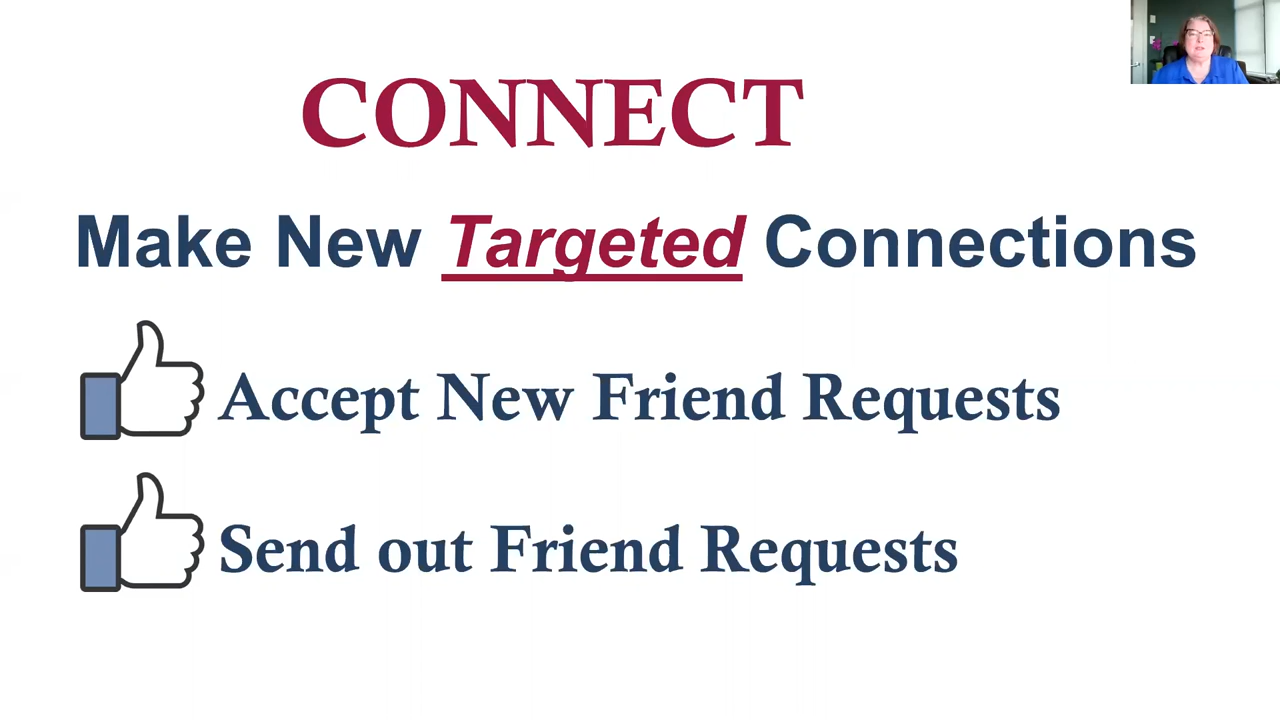 CONNECT
Make New Targeted Connections
Accept New Friend Requests
Send out Friend Requests